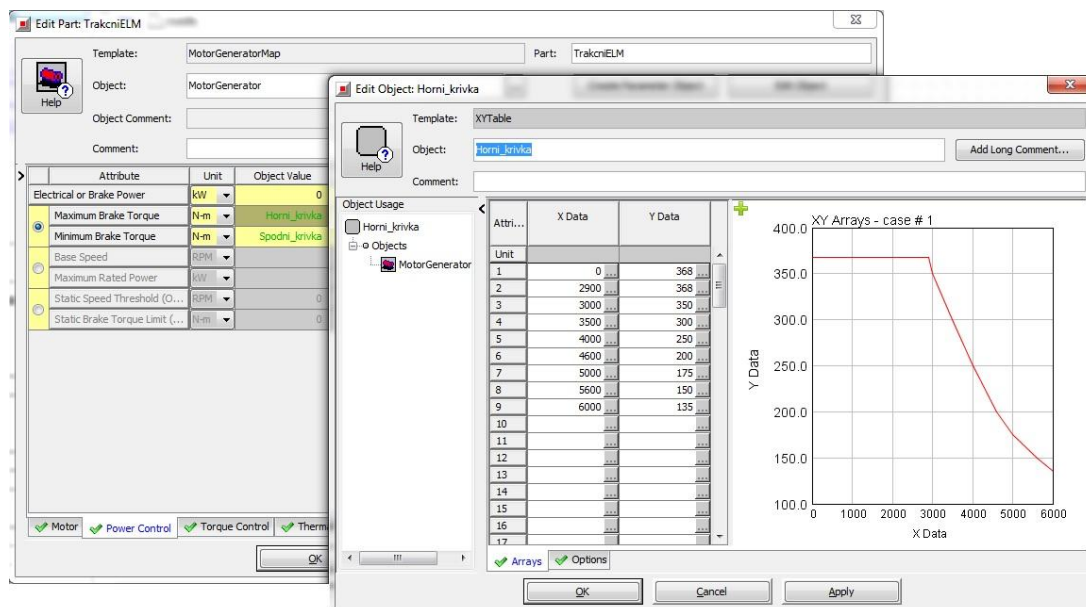 Edit Part: TrakcniELM
Template: MotorGeneratorMap Part: TrakcniELM
Help
Object: MotorGenerator
Object Comment:
Comment:
Attribute Unit Object Value
Electrical or Brake Power kW 0
Maximum Brake Torque N-m Horni_krivka
Minimum Brake Torque N-m Spodni_krivka
Base Speed RPM
Maximum Rated Power kW
Static Speed Threshold (O... RPM 0
Static Brake Torque Limit (... N-m 0
Motor Power Control Torque Control Therm
OK
Edit Object: Horni_krivka
Template: XYTable
Help
Object: Horni_krivka Add Long Comment...
Comment:
Object Usage
Horni_krivka
Objects
MotorGenerator
Attri... X Data Y Data
Unit
1 0 ... 368 ...
2 2900 ... 368 ...
3 3000 ... 350 ...
4 3500 ... 300 ...
5 4000 ... 250 ...
6 4600 ... 200 ...
7 5000 ... 175 ...
8 5600 ... 150 ...
9 6000 ... 135 ...
10 ... ...
11 ... ...
12 ... ...
13 ... ...
14 ... ...
15 ... ...
16 ... ...
17
XY Arrays - case # 1
400.0
350.0
300.0
250.0
200.0
150.0
100.0
Y Data
0 1000 2000 3000 4000 5000 6000
X Data
Arrays Options
OK Cancel Apply